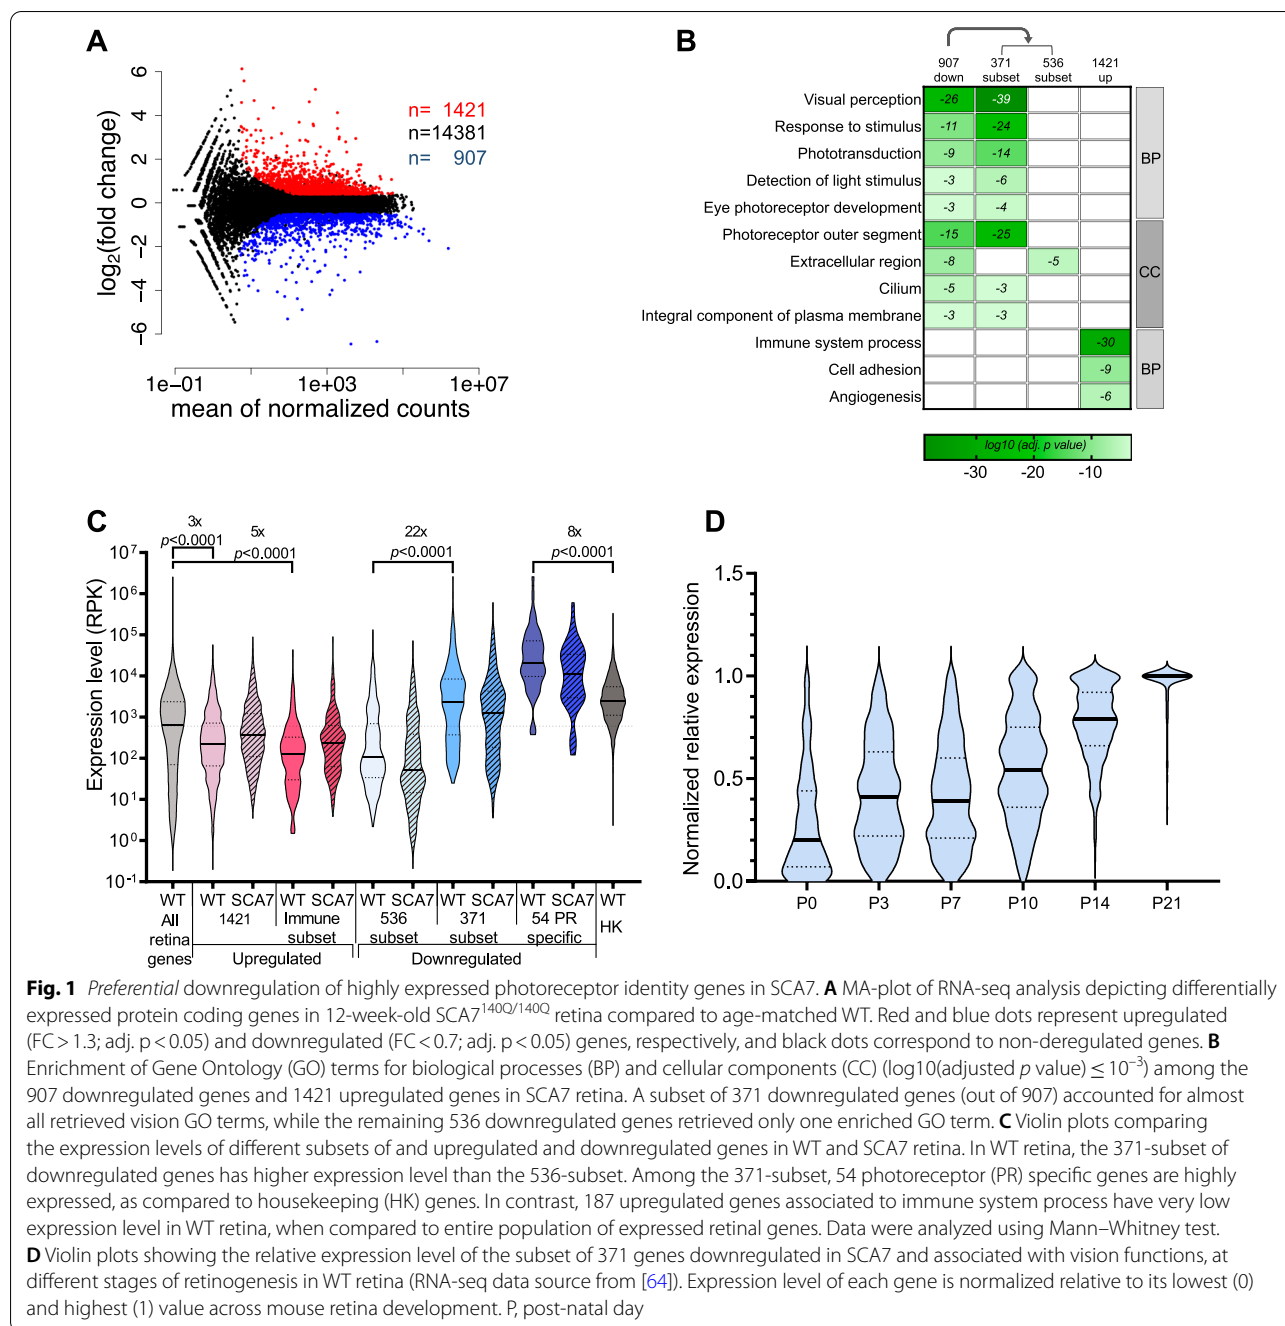 A
log2(fold change)
6
4
2
0
−2
−4
−6
n= 1421
n=14381
n= 907
1e−01 1e+03 1e+07
mean of normalized counts
B
907 down 371 subset 536 subset 1421 up
Visual perception -26 -39
Response to stimulus -11 -24
Phototransduction -9 -14
Detection of light stimulus -3 -6
Eye photoreceptor development -3 -4
BP
Photoreceptor outer segment -15 -25
Extracellular region -8 -5
Cilium -5 -3
Integral component of plasma membrane -3 -3
CC
Immune system process -30
Cell adhesion -9
Angiogenesis -6
BP
log10 (adj. p value)
-30 -20 -10
C
3x
p<0.0001
5x
p<0.0001
22x
p<0.0001
8x
p<0.0001
Expression level (RPK)
10^7
10^6
10^5
10^4
10^3
10^2
10^1
10^0
10^-1
WT WT SCA7 WT SCA7 WT SCA7 WT SCA7 WT SCA7 WT
All retina genes
1421
Immune subset
536 subset
371 subset
54 PR specific
HK
Upregulated
Downregulated
D
Normalized relative expression
1.5
1.0
0.5
0.0
P0 P3 P7 P10 P14 P21
Fig. 1 Preferential downregulation of highly expressed photoreceptor identity genes in SCA7. A MA-plot of RNA-seq analysis depicting differentially
expressed protein coding genes in 12-week-old SCA7^140Q/140Q retina compared to age-matched WT. Red and blue dots represent upregulated
(FC > 1.3; adj. p < 0.05) and downregulated (FC < 0.7; adj. p < 0.05) genes, respectively, and black dots correspond to non-deregulated genes. B
Enrichment of Gene Ontology (GO) terms for biological processes (BP) and cellular components (CC) (log10(adjusted p value) ≤ 10^−3) among the
907 downregulated genes and 1421 upregulated genes in SCA7 retina. A subset of 371 downregulated genes (out of 907) accounted for almost
all retrieved vision GO terms, while the remaining 536 downregulated genes retrieved only one enriched GO term. C Violin plots comparing
the expression levels of different subsets of and upregulated and downregulated genes in WT and SCA7 retina. In WT retina, the 371-subset of
downregulated genes has higher expression level than the 536-subset. Among the 371-subset, 54 photoreceptor (PR) specific genes are highly
expressed, as compared to housekeeping (HK) genes. In contrast, 187 upregulated genes associated to immune system process have very low
expression level in WT retina, when compared to entire population of expressed retinal genes. Data were analyzed using Mann–Whitney test.
D Violin plots showing the relative expression level of the subset of 371 genes downregulated in SCA7 and associated with vision functions, at
different stages of retinogenesis in WT retina (RNA-seq data source from [64]). Expression level of each gene is normalized relative to its lowest (0)
and highest (1) value across mouse retina development. P, post-natal day